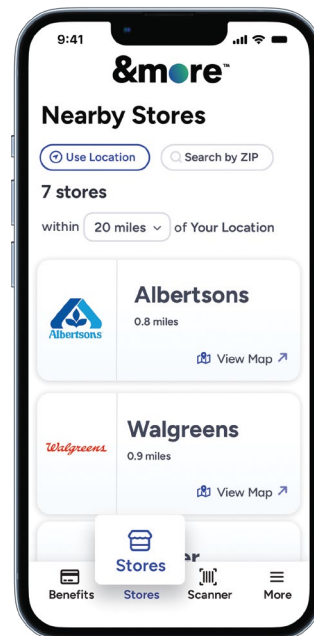 9:41
&more™
Nearby Stores
Use Location Search by ZIP
7 stores
within 20 miles of Your Location
Albertsons
Albertsons
0.8 miles
View Map
Walgreens
Walgreens
0.9 miles
View Map
Stores
Benefits Stores Scanner More